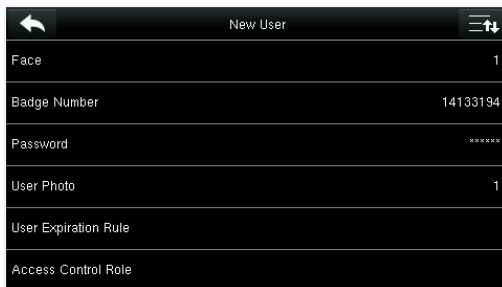 New User
Face 1
Badge Number 14133194
Password ******
User Photo 1
User Expiration Rule
Access Control Role